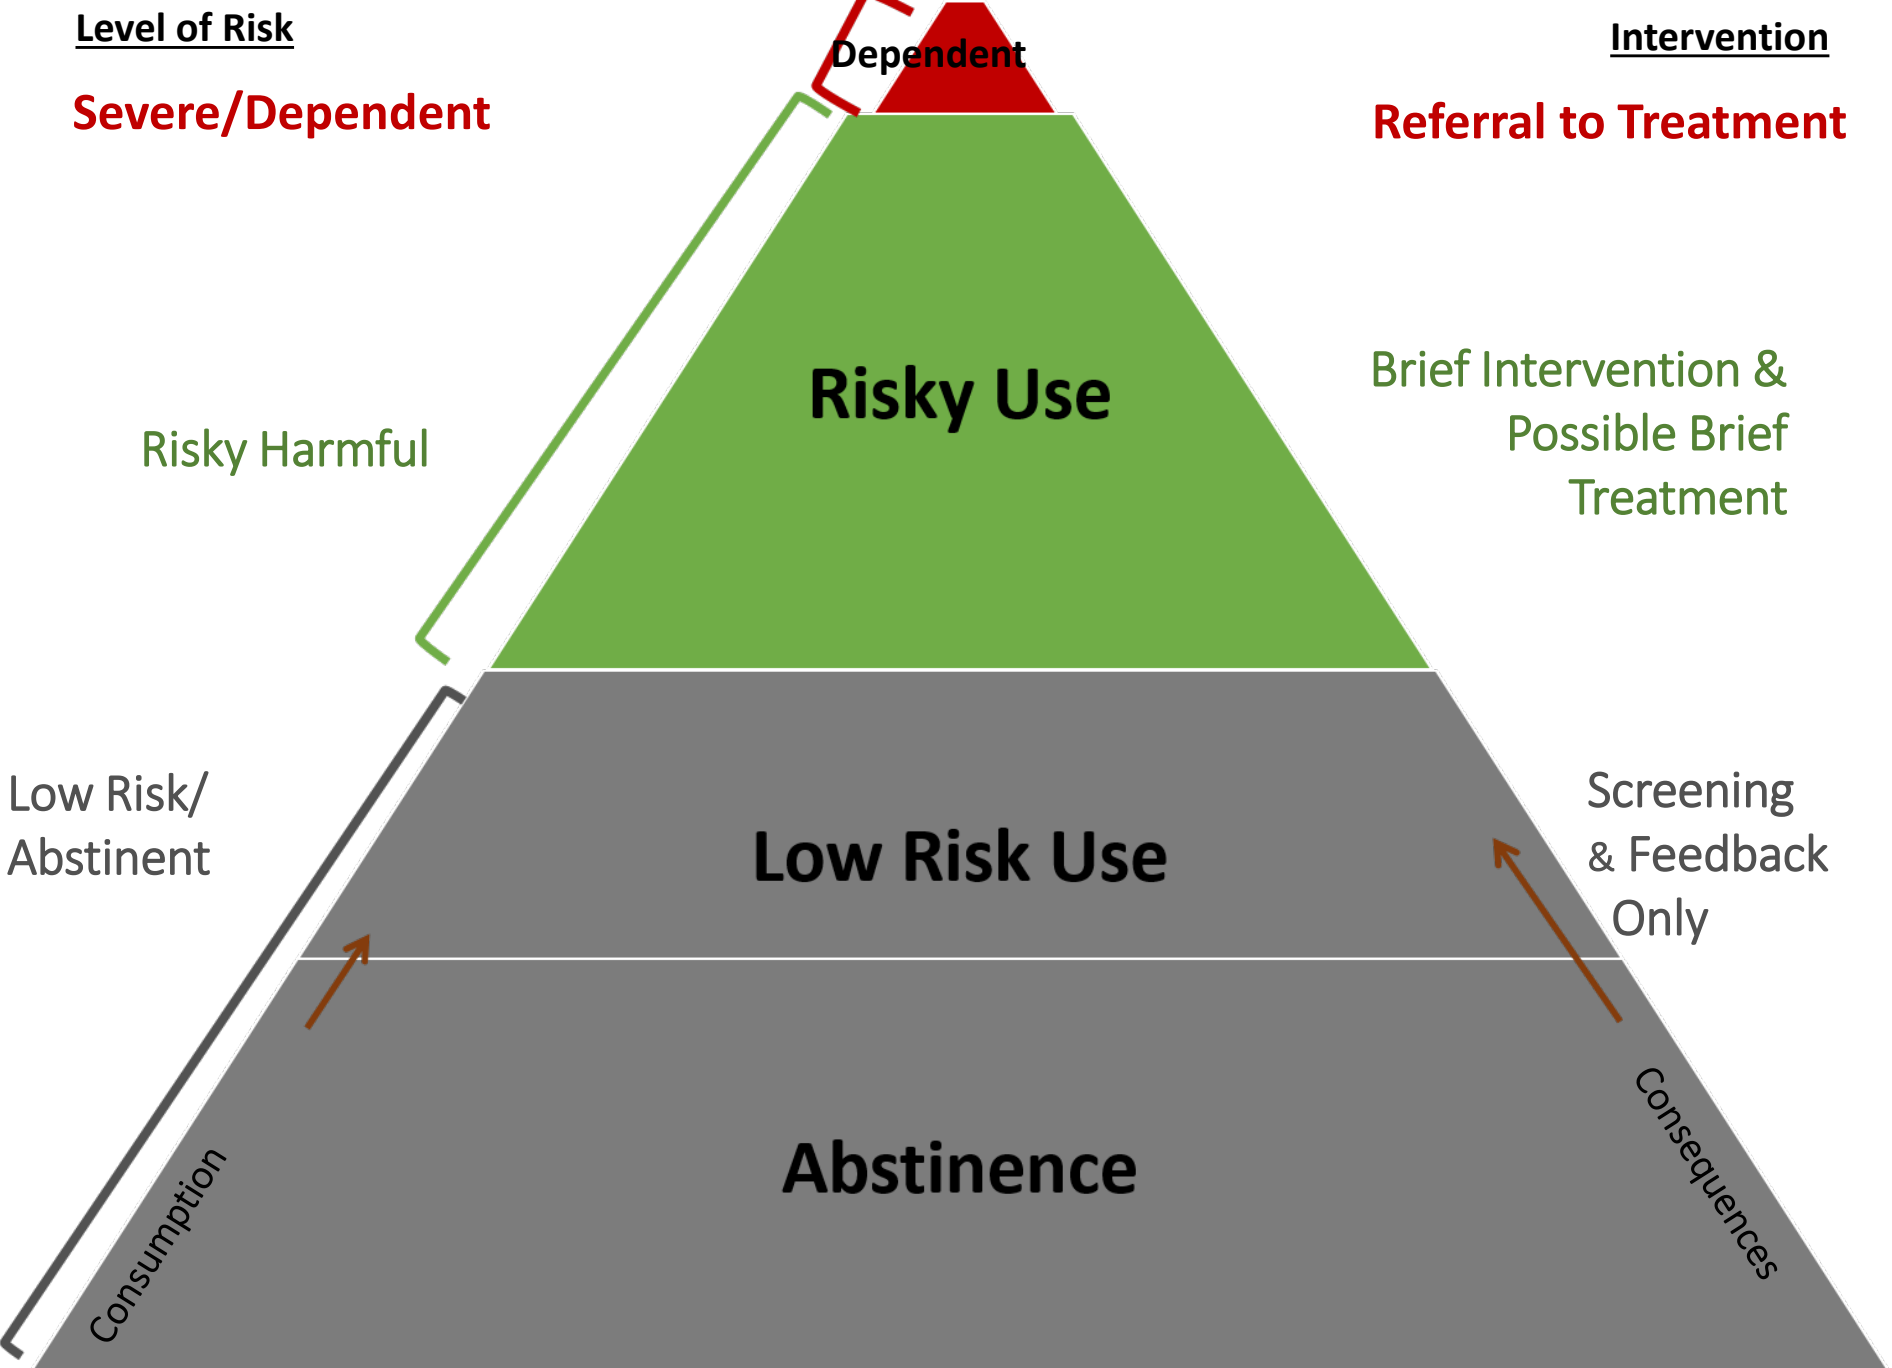 Level of Risk
Intervention
Dependent
Severe/Dependent
Referral to Treatment
Risky Use
Risky Harmful
Brief Intervention &
Possible Brief
Treatment
Low Risk/
Abstinent
Low Risk Use
Screening
& Feedback
Only
Abstinence
Consumption
Consequences